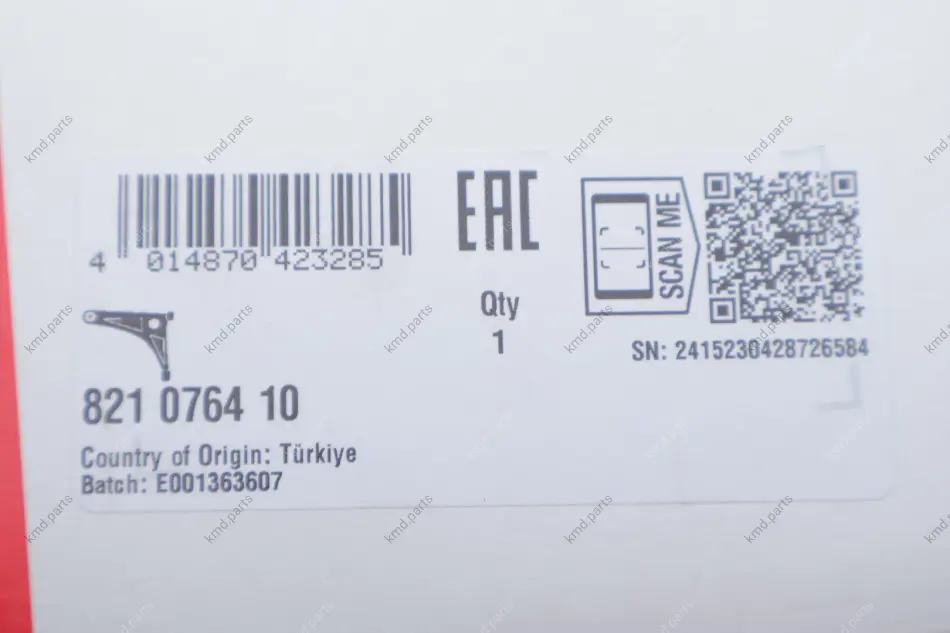 4 014870 423285
EAC
Qty
1
SCAN ME
SN: 2415230428726584
821 0764 10
Country of Origin: Türkiye
Batch: E001363607
kmd.parts